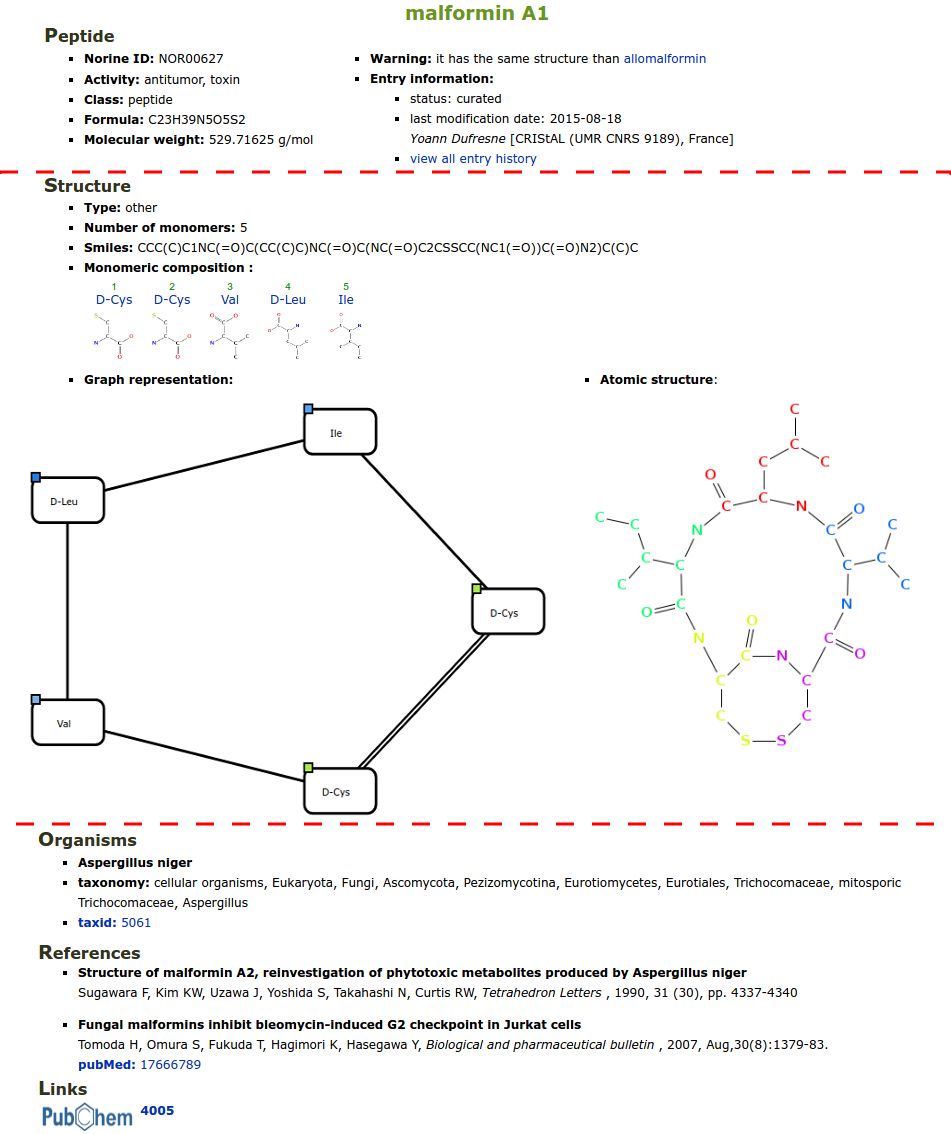 malformin A1
Peptide
Norine ID: NOR00627
Activity: antitumor, toxin
Class: peptide
Formula: C23H39N5O5S2
Molecular weight: 529.71625 g/mol
Warning: it has the same structure than allomalformin
Entry information:
status: curated
last modification date: 2015-08-18
Yoann Dufresne [CRIStAL (UMR CNRS 9189), France]
view all entry history
Structure
Type: other
Number of monomers: 5
Smiles: CCC(C)C1NC(=O)C(CC(C)C)NC(=O)C(NC(=O)C2CSSCC(NC1(=O))C(=O)N2)C(C)C
Monomeric composition :
1 2 3 4 5
D-Cys D-Cys Val D-Leu Ile
Graph representation:
Atomic structure:
Ile
D-Leu
D-Cys
Val
D-Cys
C
C
C C
O
C C N
C C N C O C
C C C C C
C
O C N
N O C O
C N
C C
C C
S S
Organisms
Aspergillus niger
taxonomy: cellular organisms, Eukaryota, Fungi, Ascomycota, Pezizomycotina, Eurotiomycetes, Eurotiales, Trichocomaceae, mitosporic
Trichocomaceae, Aspergillus
taxid: 5061
References
Structure of malformin A2, reinvestigation of phytotoxic metabolites produced by Aspergillus niger
Sugawara F, Kim KW, Uzawa J, Yoshida S, Takahashi N, Curtis RW, Tetrahedron Letters , 1990, 31 (30), pp. 4337-4340
Fungal malformins inhibit bleomycin-induced G2 checkpoint in Jurkat cells
Tomoda H, Omura S, Fukuda T, Hagimori K, Hasegawa Y, Biological and pharmaceutical bulletin , 2007, Aug,30(8):1379-83.
pubMed: 17666789
Links
PubChem 4005